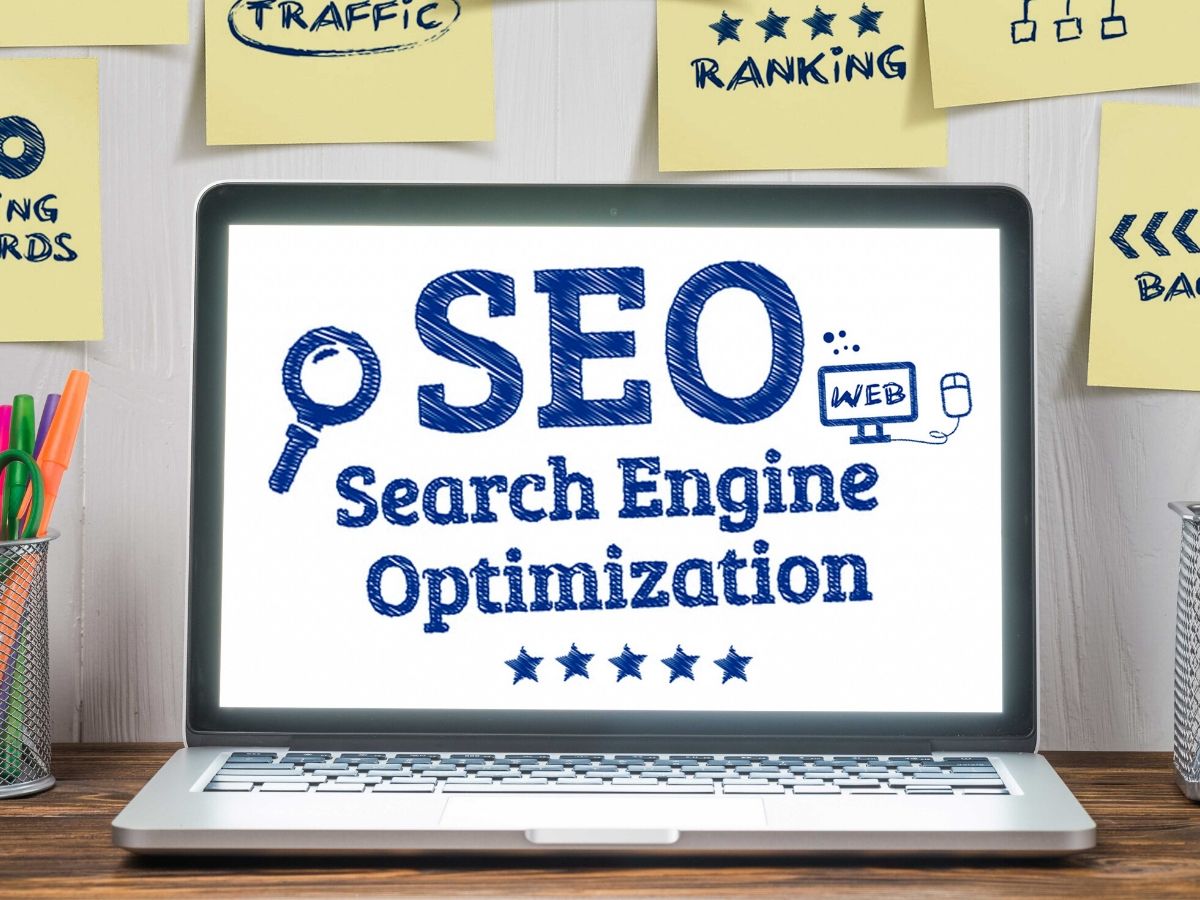 TRAFFIC
RANKING
SEO
WEB
Search Engine
Optimization